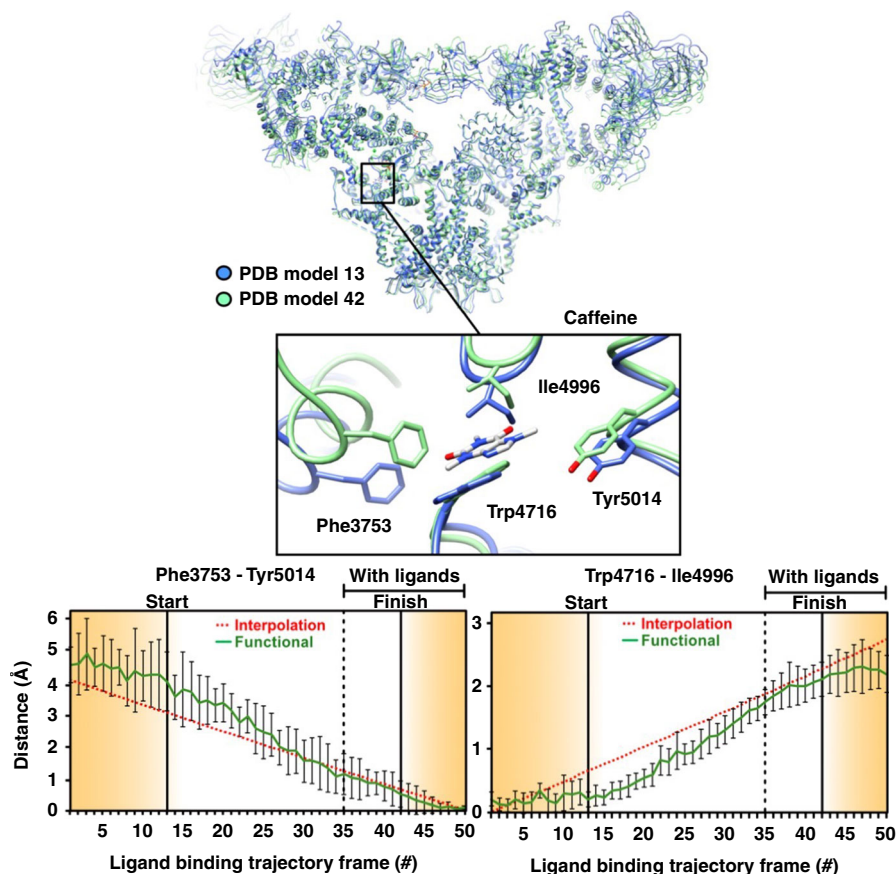 PDB model 13
PDB model 42
Caffeine
Ile4996
Phe3753
Trp4716
Tyr5014
Phe3753 - Tyr5014
With ligands
Start
Finish
Interpolation
Functional
Distance (Å)
6
5
4
3
2
1
0
5 10 15 20 25 30 35 40 45 50
Ligand binding trajectory frame (#)
Trp4716 - Ile4996
With ligands
Start
Finish
Interpolation
Functional
3
2
1
0
5 10 15 20 25 30 35 40 45 50
Ligand binding trajectory frame (#)